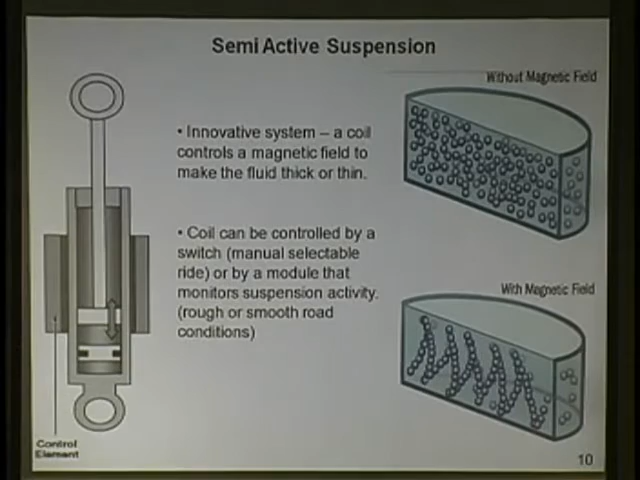 Semi Active Suspension
Without Magnetic Field
• Innovative system – a coil
controls a magnetic field to
make the fluid thick or thin.
• Coil can be controlled by a
switch (manual selectable
ride) or by a module that
monitors suspension activity.
(rough or smooth road
conditions)
With Magnetic Field
Control
Element
10